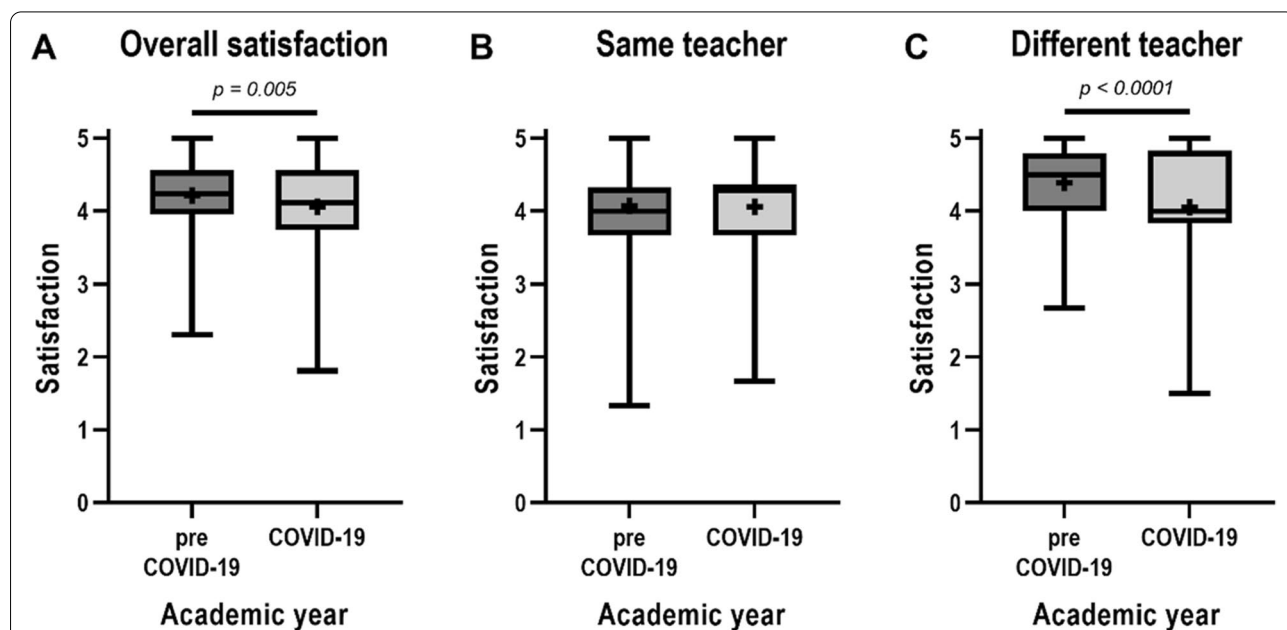 A
Overall satisfaction
p = 0.005
Satisfaction
5
4
3
2
1
0
pre
COVID-19
COVID-19
Academic year
B
Same teacher
Satisfaction
5
4
3
2
1
0
pre
COVID-19
COVID-19
Academic year
C
Different teacher
p < 0.0001
Satisfaction
5
4
3
2
1
0
pre
COVID-19
COVID-19
Academic year